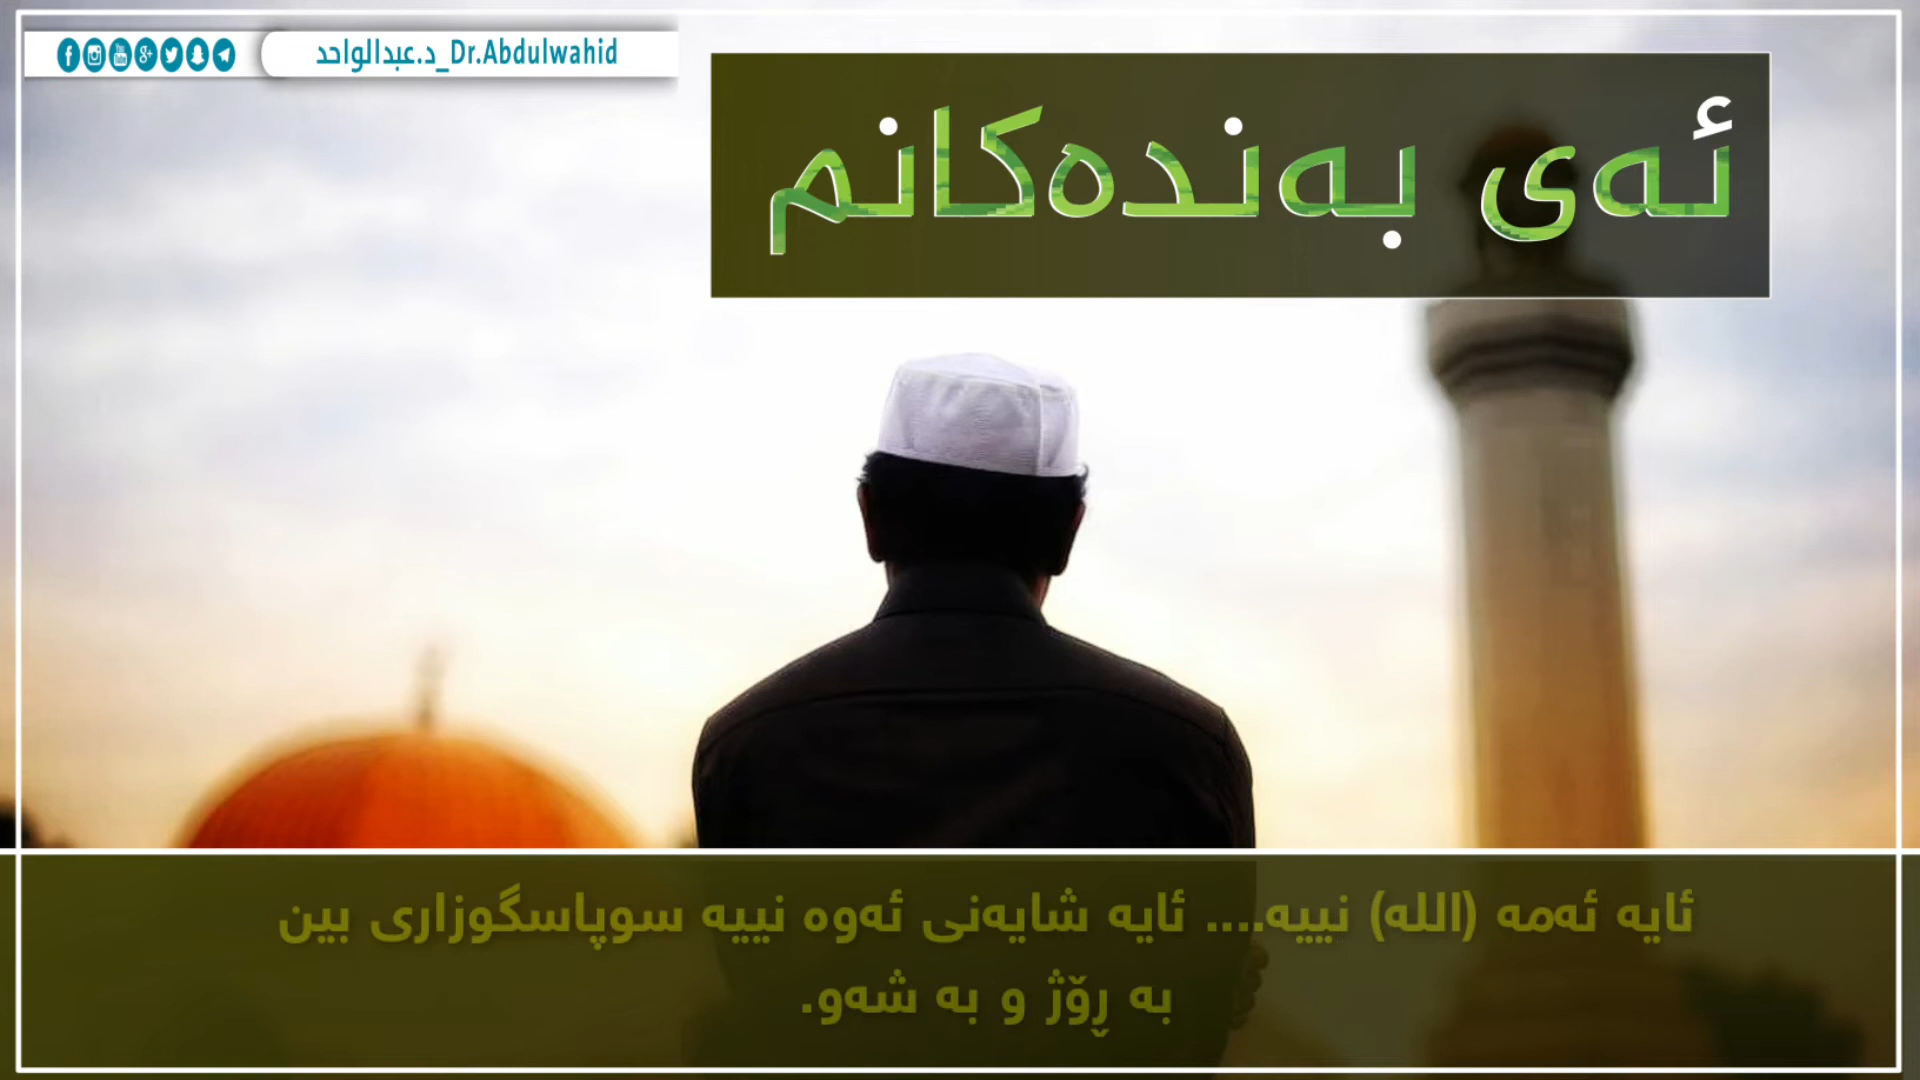 د.عبدالواحد_Dr.Abdulwahid
ئەی بەندەکانم
ئایە ئەمە (الله) نییە.... ئایە شایەنی ئەوە نییە سوپاسگوزاری بین
بە ڕۆژ و بە شەو.